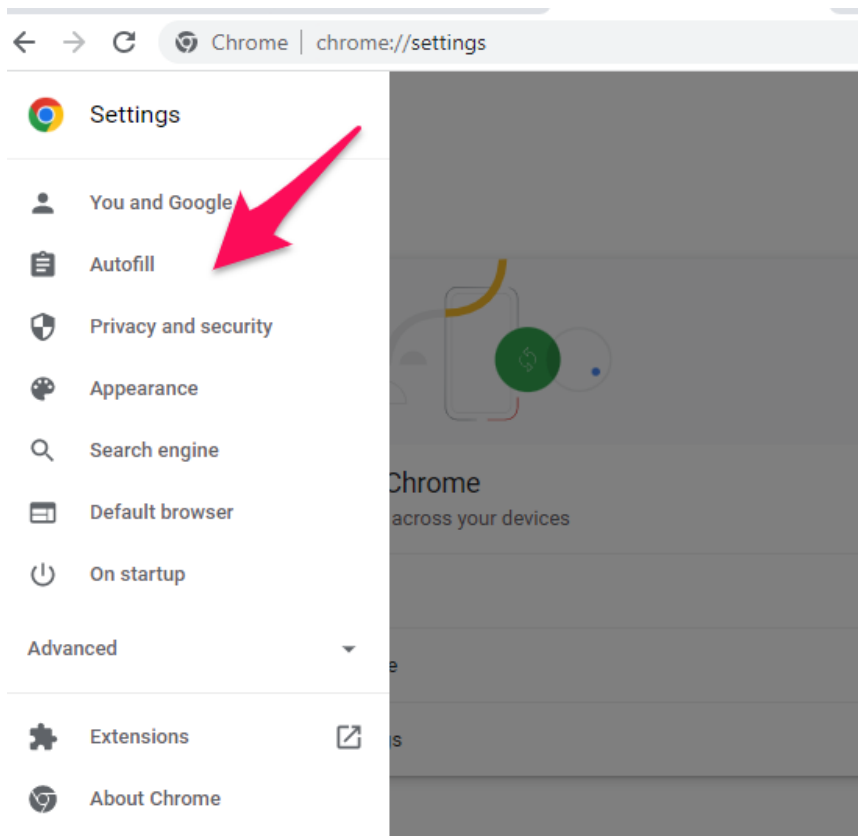 Chrome | chrome://settings
Settings
You and Google
Autofill
Privacy and security
Appearance
Search engine
Default browser
On startup
Advanced
Extensions
About Chrome
Chrome
across your devices